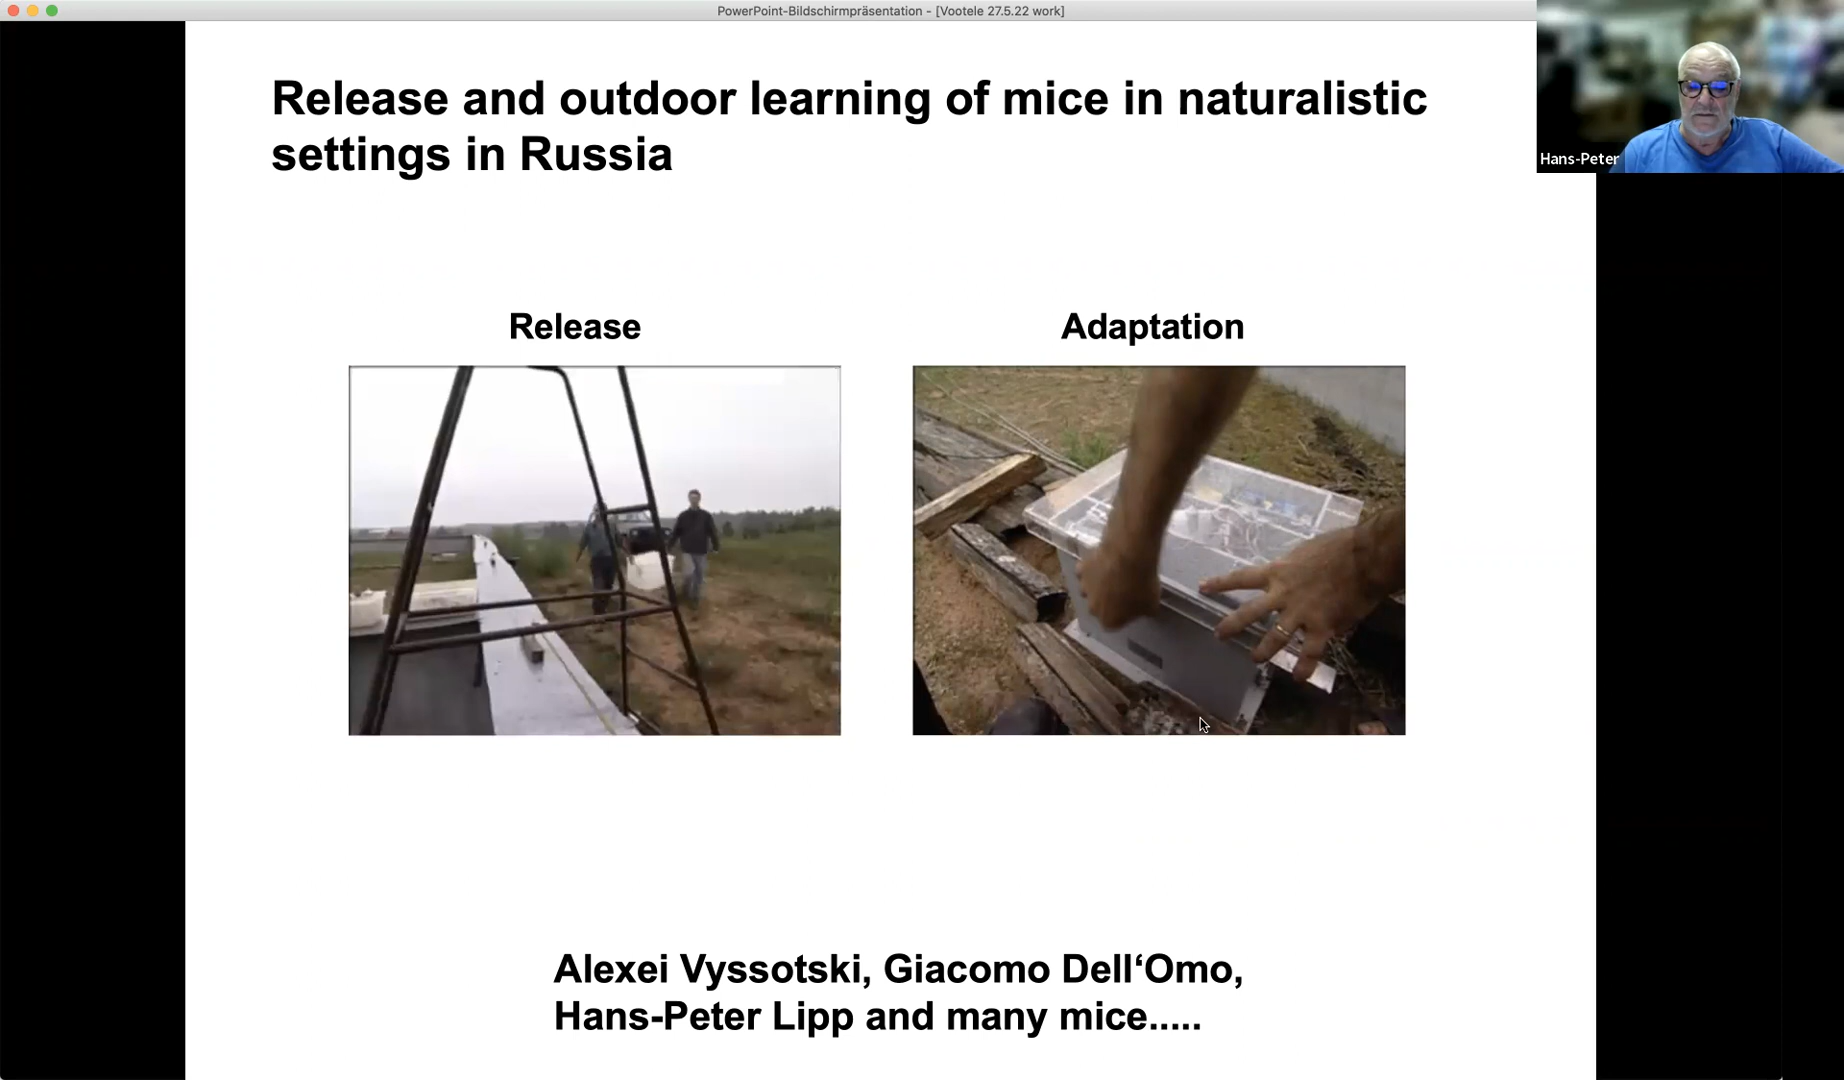 PowerPoint-Bildschirmpräsentation - [Vootele 27.5.22 work]
Release and outdoor learning of mice in naturalistic
settings in Russia
Hans-Peter
Release
Adaptation
Alexei Vyssotski, Giacomo Dell‘Omo,
Hans-Peter Lipp and many mice.....